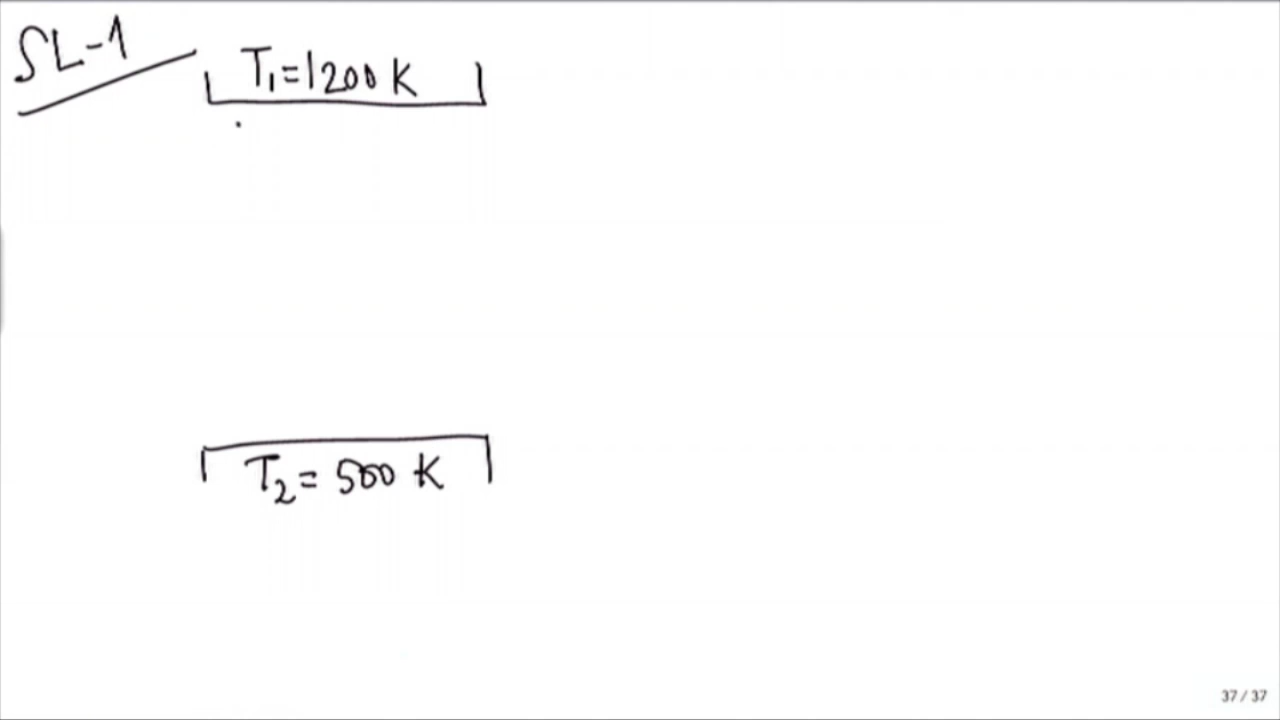 SL-1
T₁=1200 K
T₂= 500 K
37 / 37